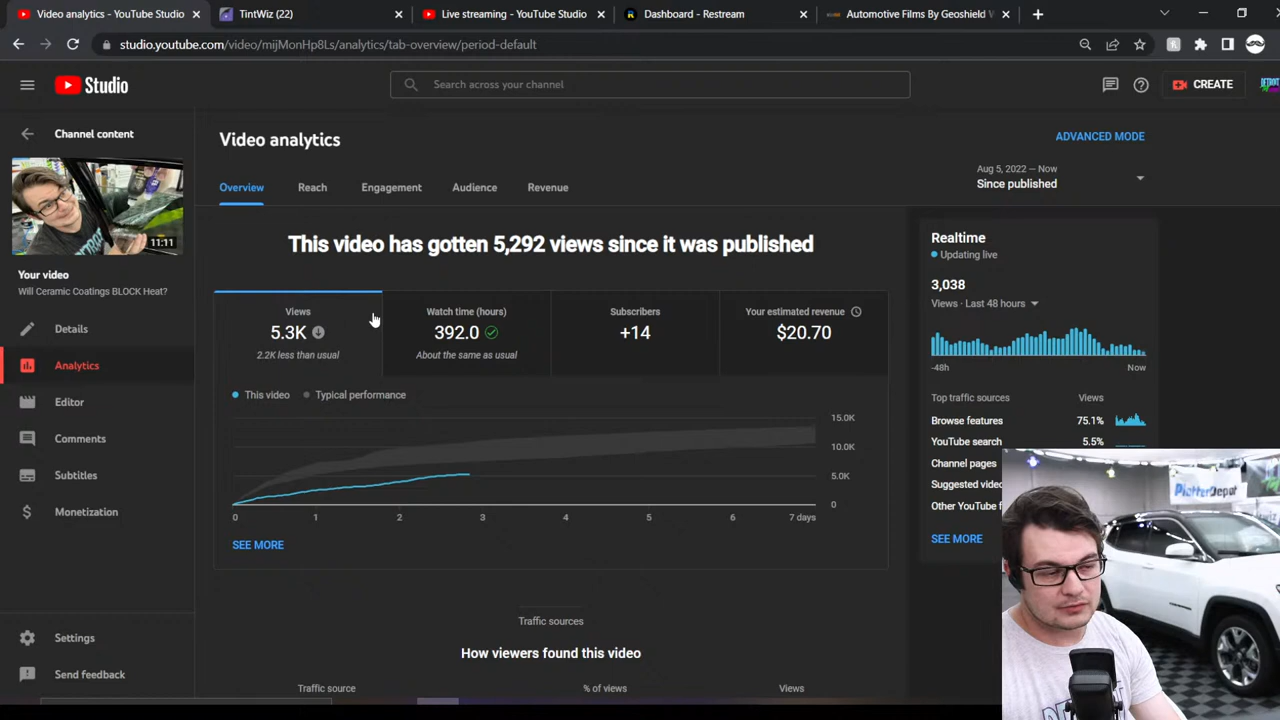 Video analytics - YouTube Studio
TintWiz (22)
Live streaming - YouTube Studio
Dashboard - Restream
Automotive Films By Geoshield W
studio.youtube.com/video/mijMonHp8Ls/analytics/tab-overview/period-default
Studio
Search across your channel
CREATE
Channel content
11:11
Your video
Will Ceramic Coatings BLOCK Heat?
Details
Analytics
Editor
Comments
Subtitles
Monetization
Settings
Send feedback
Video analytics
ADVANCED MODE
Overview
Reach
Engagement
Audience
Revenue
Aug 5, 2022 — Now
Since published
This video has gotten 5,292 views since it was published
Views
5.3K
2.2K less than usual
Watch time (hours)
392.0
About the same as usual
Subscribers
+14
Your estimated revenue
$20.70
This video
Typical performance
15.0K
10.0K
5.0K
0
0 1 2 3 4 5 6 7 days
SEE MORE
Traffic sources
How viewers found this video
Traffic source
% of views
Views
Realtime
Updating live
3,038
Views · Last 48 hours
-48h
Now
Top traffic sources
Views
Browse features
75.1%
YouTube search
5.5%
Channel pages
Suggested video
Other YouTube f
SEE MORE
PlotterDepot